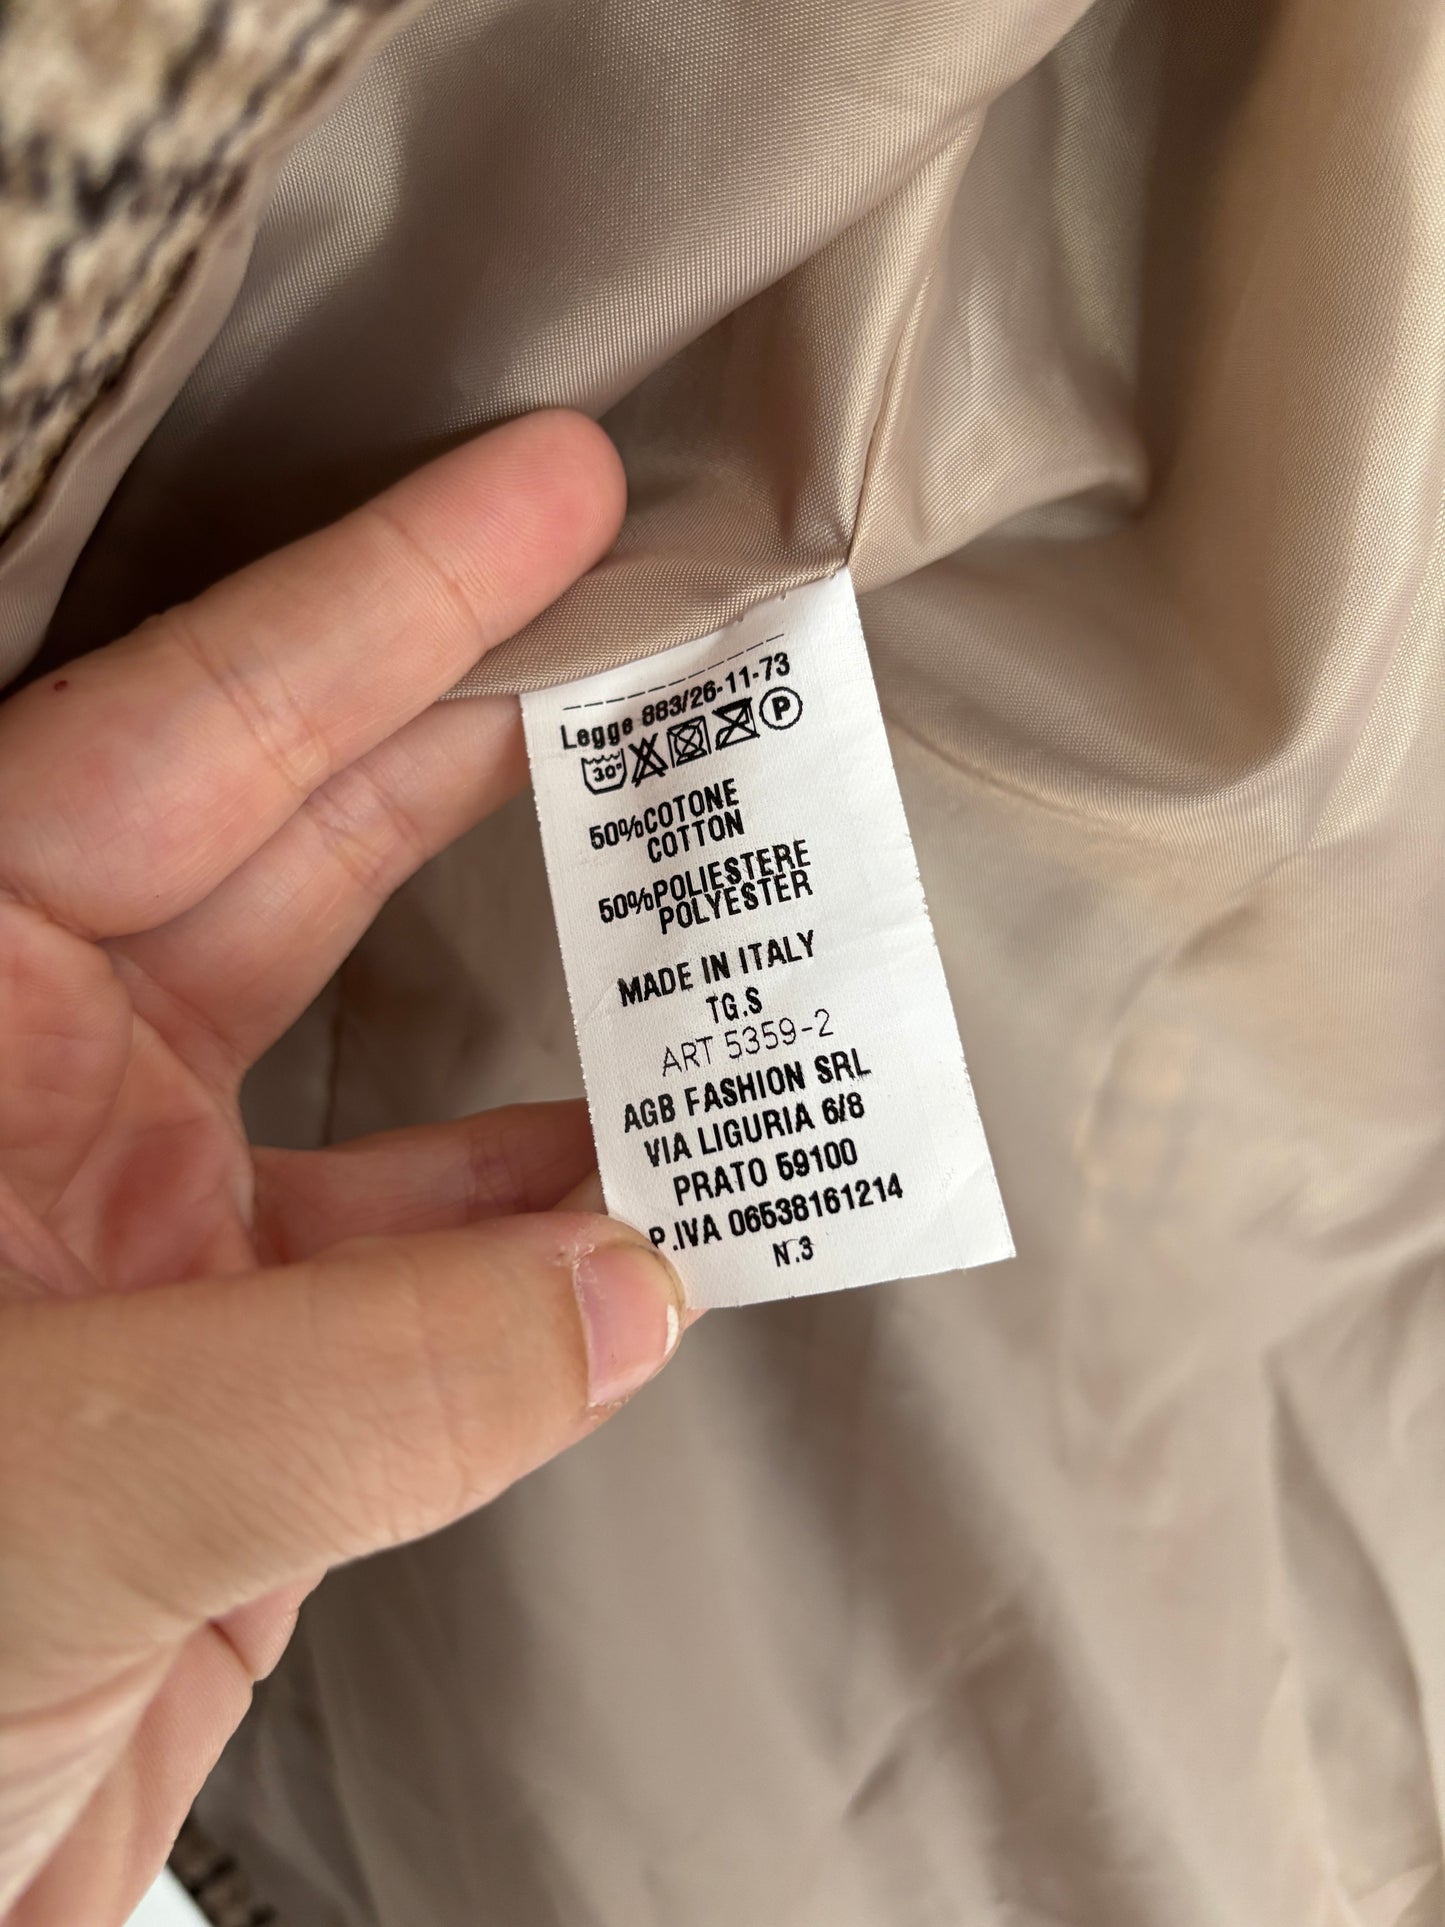 Legge 883/26-11-73
30° P
50%COTONE
COTTON
50%POLIESTERE
POLYESTER
MADE IN ITALY
TG.S
ART 5359-2
AGB FASHION SRL
VIA LIGURIA 6/8
PRATO 59100
P.IVA 06538161214
N.3